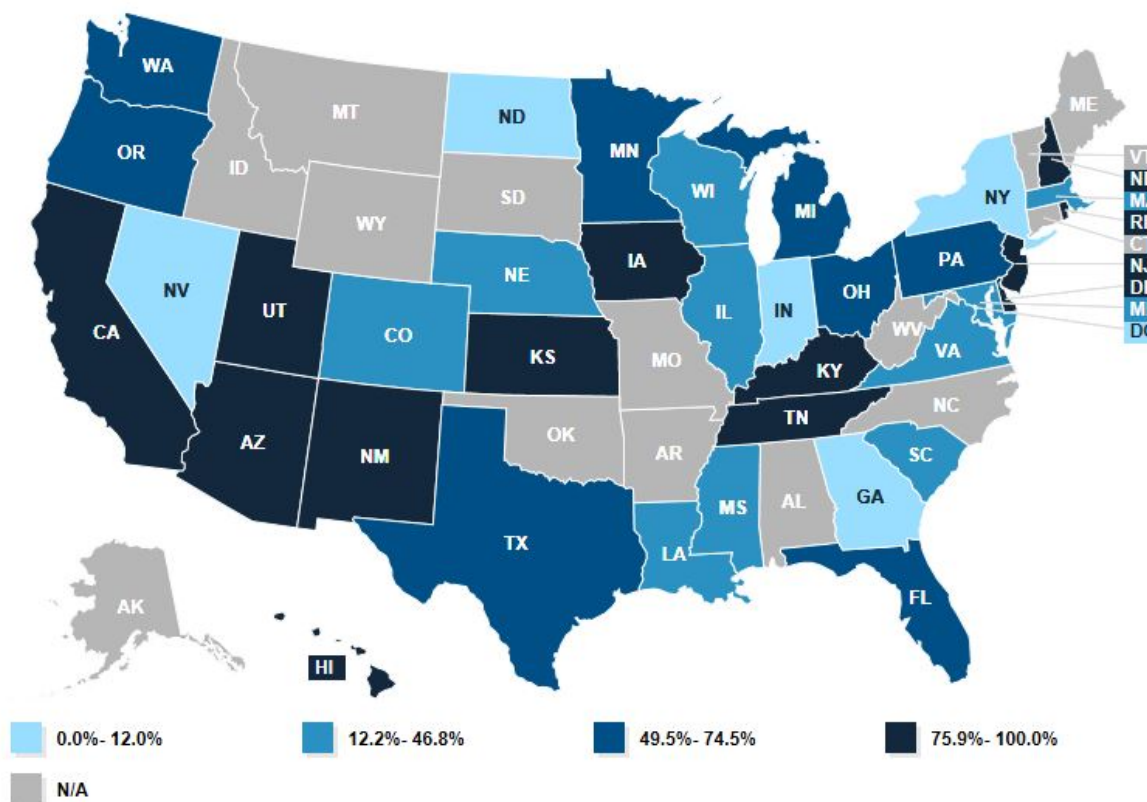 WA
MT
ND
ME
OR
MN
VT
ID
SD
WI
NY
MA
WY
MI
RI
C
IA
PA
NJ
NE
NV
OH
IN
IL
UT
CO
M
CA
WV
DC
KS
MO
VA
KY
NC
TN
AZ
OK
NM
AR
SC
MS
AL
GA
TX
LA
FL
AK
HI
0.0%- 12.0%
12.2%- 46.8%
49.5%- 74.5%
75.9%- 100.0%
N/A